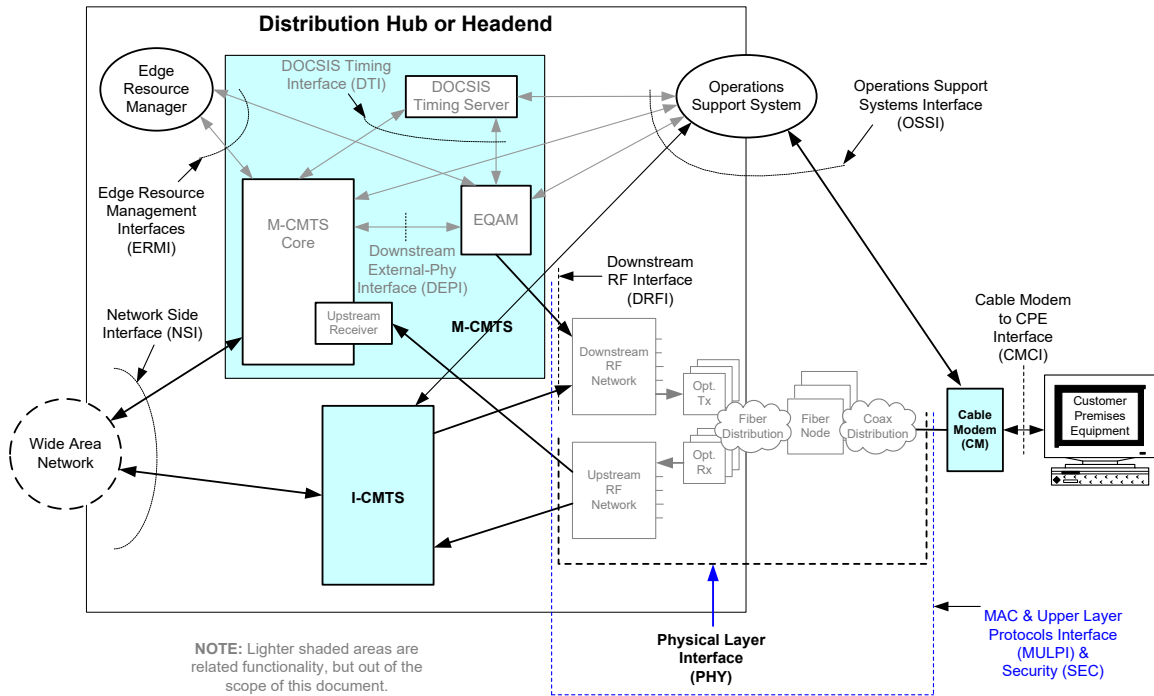 Distribution Hub or Headend
Edge
Resource
Manager
DOCSIS Timing
Interface (DTI)
DOCSIS
Timing Server
Operations
Support System
Operations Support
Systems Interface
(OSSI)
Edge Resource
Management
Interfaces
(ERMI)
M-CMTS
Core
EQAM
Downstream
External-Phy
Interface (DEPI)
Downstream
RF Interface
(DRFI)
Network Side
Interface (NSI)
Upstream
Receiver
M-CMTS
Cable Modem
to CPE
Interface
(CMCI)
Downstream
RF
Network
Opt.
Tx
Fiber
Distribution
Fiber
Node
Coax
Distribution
Cable
Modem
(CM)
Customer
Premises
Equipment
Wide Area
Network
I-CMTS
Upstream
RF
Network
Opt.
Rx
NOTE: Lighter shaded areas are
related functionality, but out of the
scope of this document.
Physical Layer
Interface
(PHY)
MAC & Upper Layer
Protocols Interface
(MULPI) &
Security (SEC)